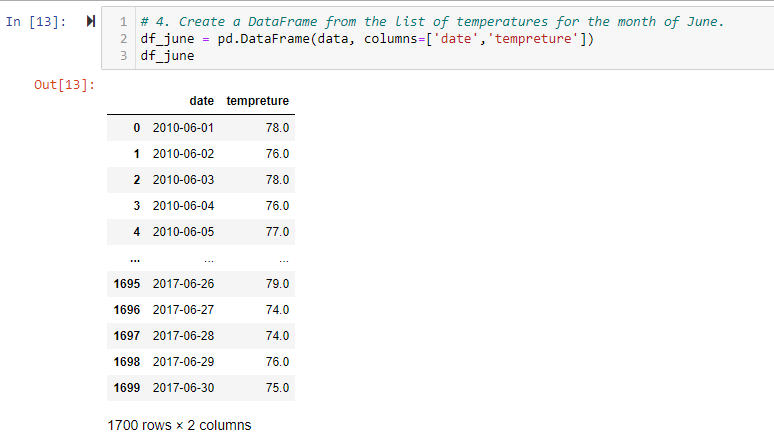 In [13]: 1 # 4. Create a DataFrame from the list of temperatures for the month of June.
2 df_june = pd.DataFrame(data, columns=['date','tempreture'])
3 df_june
Out[13]:
date tempreture
0 2010-06-01 78.0
1 2010-06-02 76.0
2 2010-06-03 78.0
3 2010-06-04 76.0
4 2010-06-05 77.0
... ... ...
1695 2017-06-26 79.0
1696 2017-06-27 74.0
1697 2017-06-28 74.0
1698 2017-06-29 76.0
1699 2017-06-30 75.0
1700 rows × 2 columns